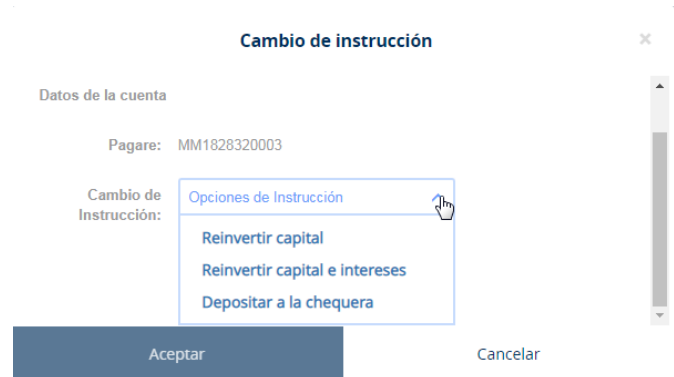 Cambio de instrucción
×
Datos de la cuenta
Pagare: MM1828320003
Cambio de
Instrucción:
Opciones de Instrucción
Reinvertir capital
Reinvertir capital e intereses
Depositar a la chequera
Aceptar
Cancelar